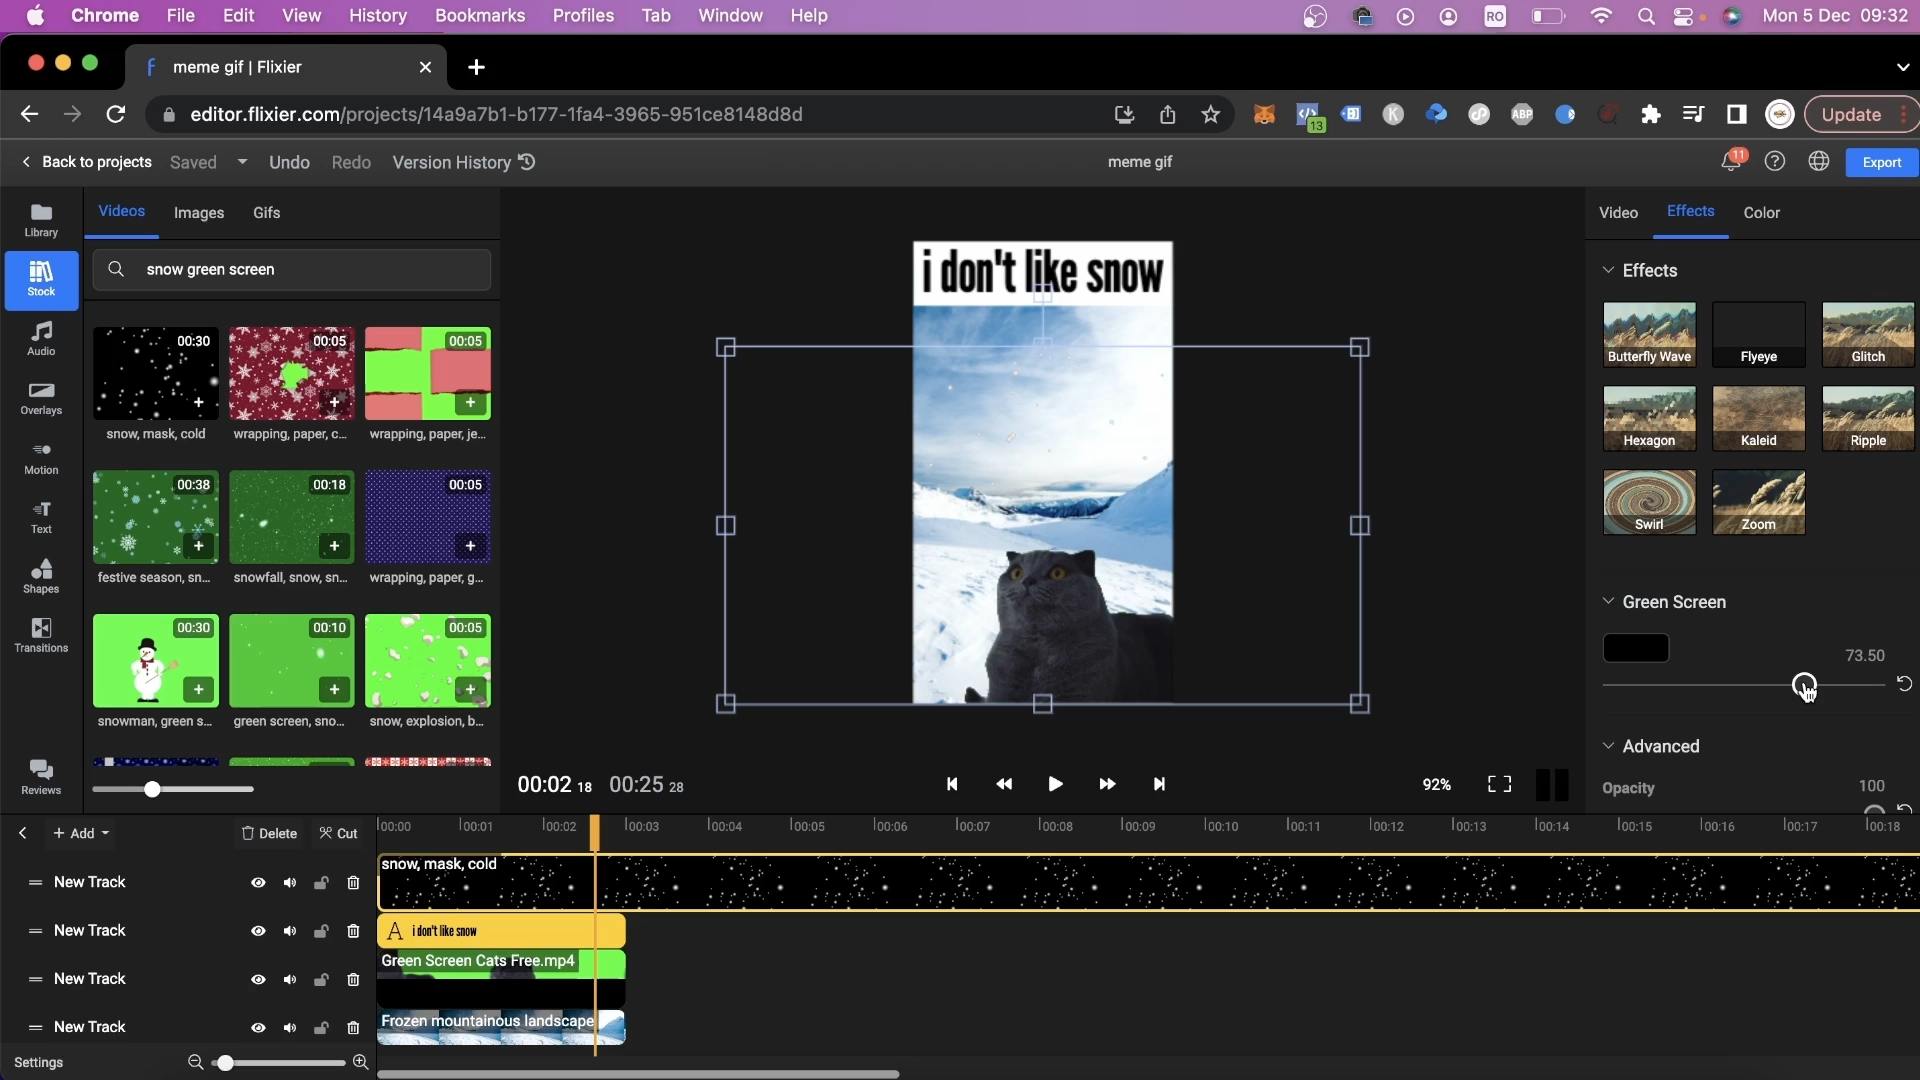 Chrome File Edit View History Bookmarks Profiles Tab Window Help RO Mon 5 Dec 09:32
meme gif | Flixier
editor.flixier.com/projects/14a9a7b1-b177-1fa4-3965-951ce8148d8d 13 ABP Update
Back to projects Saved Undo Redo Version History meme gif 11 Export
Library
Stock
Audio
Overlays
Motion
Text
Shapes
Transitions
Reviews
Videos Images Gifs
snow green screen
00:30 00:05 00:05
snow, mask, cold wrapping, paper, c... wrapping, paper, je...
00:38 00:18 00:05
festive season, sn... snowfall, snow, sn... wrapping, paper, g...
00:30 00:10 00:05
snowman, green s... green screen, sno... snow, explosion, b...
i don't like snow
00:02 18 00:25 28 92%
Video Effects Color
Effects
Butterfly Wave Flyeye Glitch
Hexagon Kaleid Ripple
Swirl Zoom
Green Screen
73.50
Advanced
Opacity 100
+ Add Delete Cut
00:00 00:01 00:02 00:03 00:04 00:05 00:06 00:07 00:08 00:09 00:10 00:11 00:12 00:13 00:14 00:15 00:16 00:17 00:18
New Track snow, mask, cold
New Track A i don't like snow
New Track Green Screen Cats Free.mp4
New Track Frozen mountainous landscape
Settings